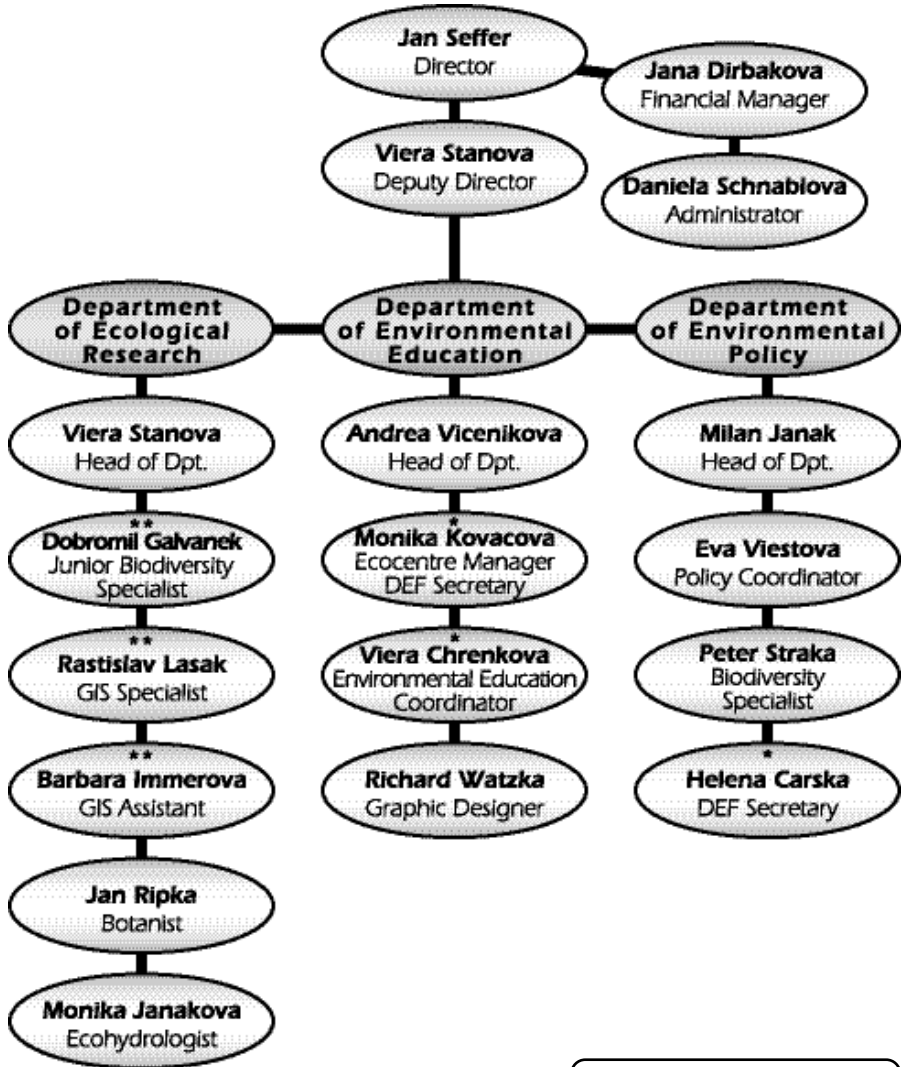 Jan Seffer
Director
Jana Dirbakova
Financial Manager
Viera Stanova
Deputy Director
Daniela Schnablova
Administrator
Department
of Ecological
Research
Department
of Environmental
Education
Department
of Environmental
Policy
Viera Stanova
Head of Dpt.
Andrea Vicenikova
Head of Dpt.
Milan Janak
Head of Dpt.
**
Dobromil Galvanek
Junior Biodiversity
Specialist
*
Monika Kovacova
Ecocentre Manager
DEF Secretary
Eva Viestova
Policy Coordinator
**
Rastislav Lasak
GIS Specialist
*
Viera Chrenkova
Environmental Education
Coordinator
Peter Straka
Biodiversity
Specialist
**
Barbara Immerova
GIS Assistant
Richard Watzka
Graphic Designer
*
Helena Carska
DEF Secretary
Jan Ripka
Botanist
Monika Janakova
Ecohydrologist